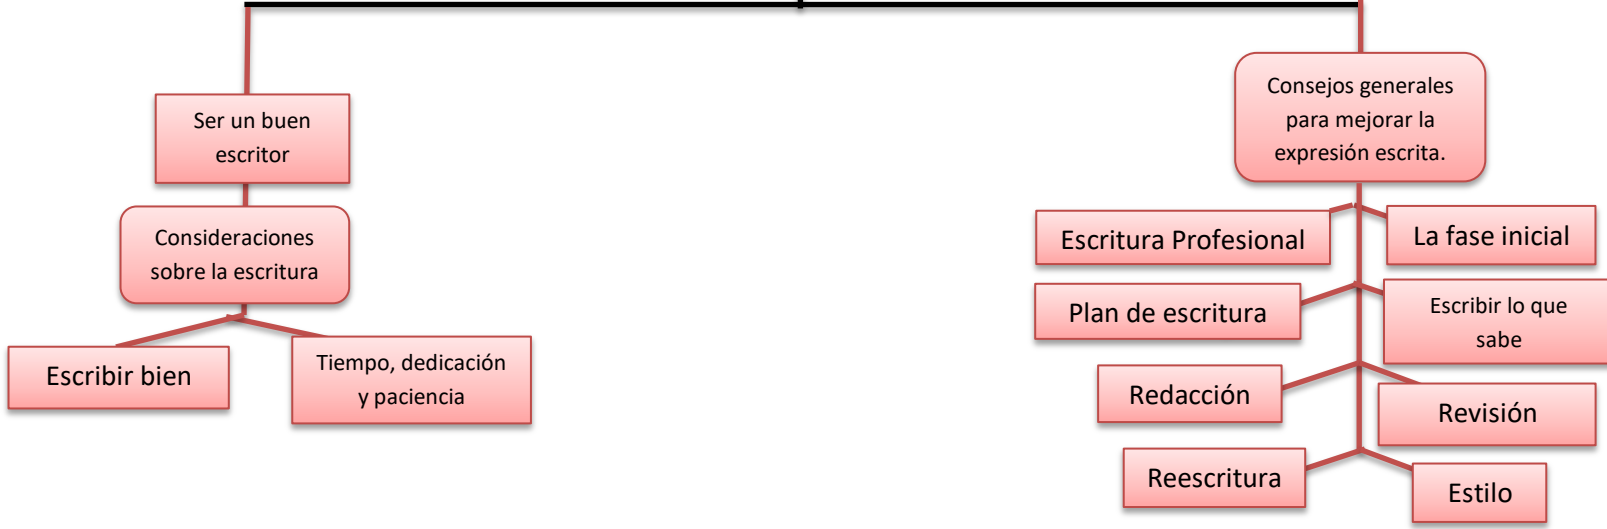 Ser un buen
escritor
Consideraciones
sobre la escritura
Escribir bien
Tiempo, dedicación
y paciencia
Consejos generales
para mejorar la
expresión escrita.
Escritura Profesional
La fase inicial
Plan de escritura
Escribir lo que
sabe
Redacción
Revisión
Reescritura
Estilo